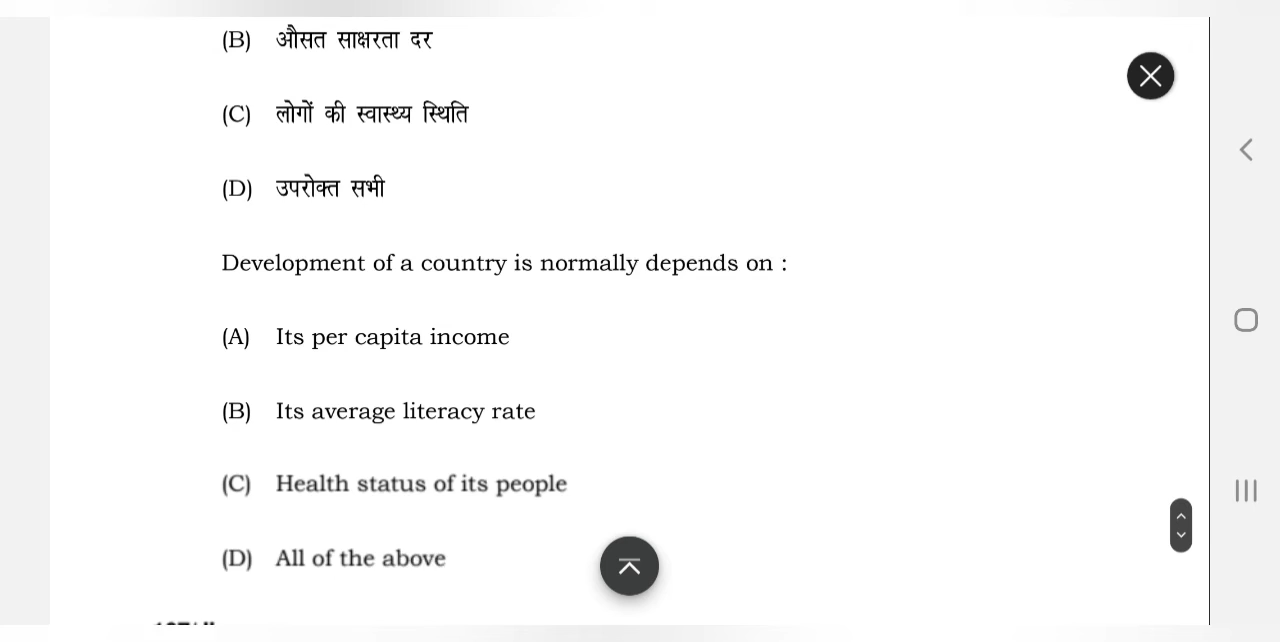 (B) औसत साक्षरता दर
(C) लोगों की स्वास्थ्य स्थिति
(D) उपरोक्त सभी
Development of a country is normally depends on :
(A) Its per capita income
(B) Its average literacy rate
(C) Health status of its people
(D) All of the above